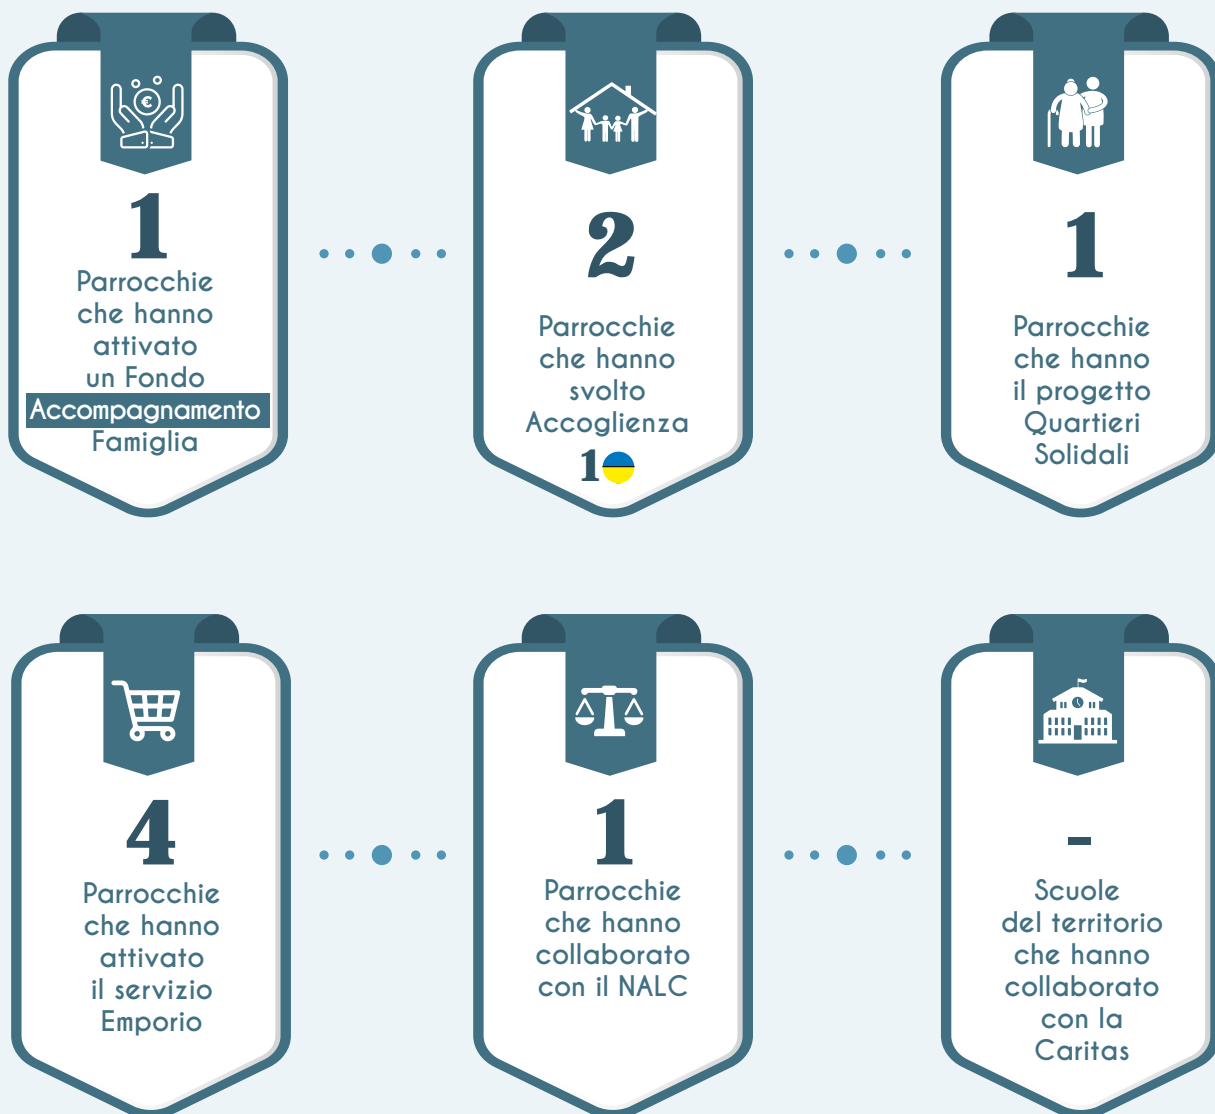 1
Parrocchie
che hanno
attivato
un Fondo
Accompagnamento
Famiglia
2
Parrocchie
che hanno
svolto
Accoglienza
1
1
Parrocchie
che hanno
il progetto
Quartieri
Solidali
4
Parrocchie
che hanno
attivato
il servizio
Emporio
1
Parrocchie
che hanno
collaborato
con il NALC
-
Scuole
del territorio
che hanno
collaborato
con la
Caritas